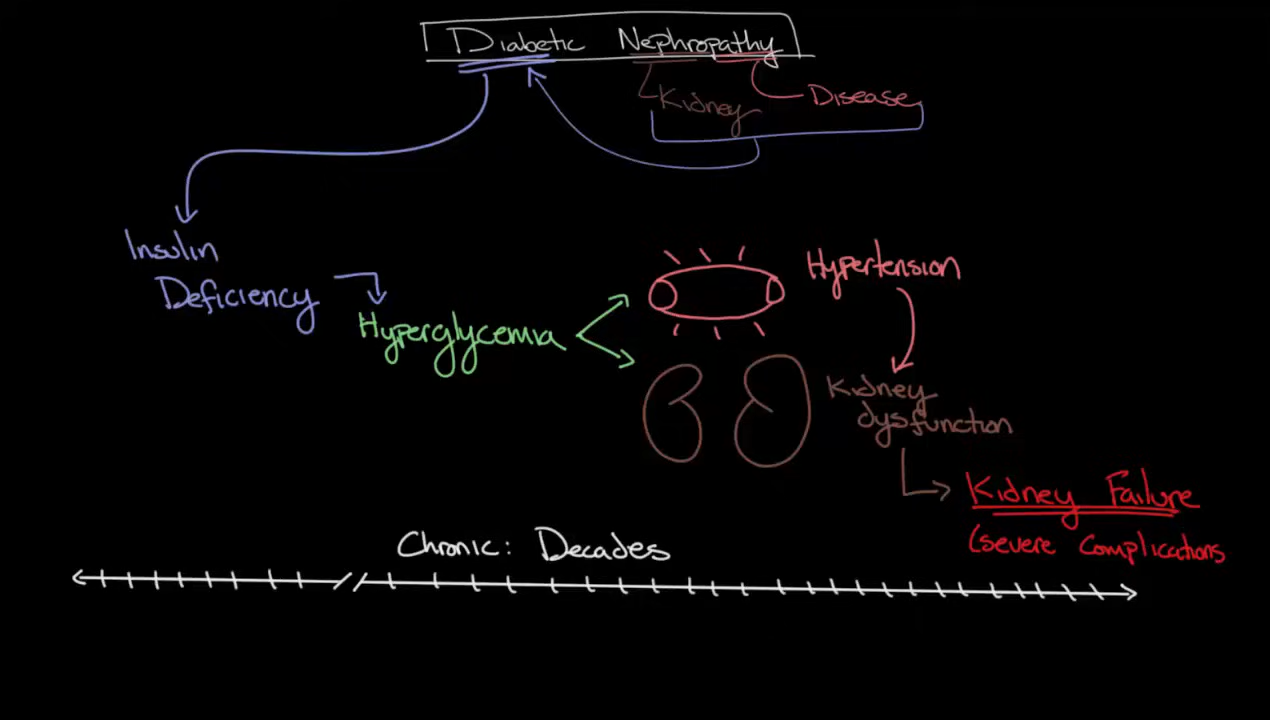 Diabetic Nephropathy
Kidney
Disease
Insulin
Deficiency
Hyperglycemia
Hypertension
Kidney
dysfunction
Kidney Failure
(severe complications
Chronic: Decades